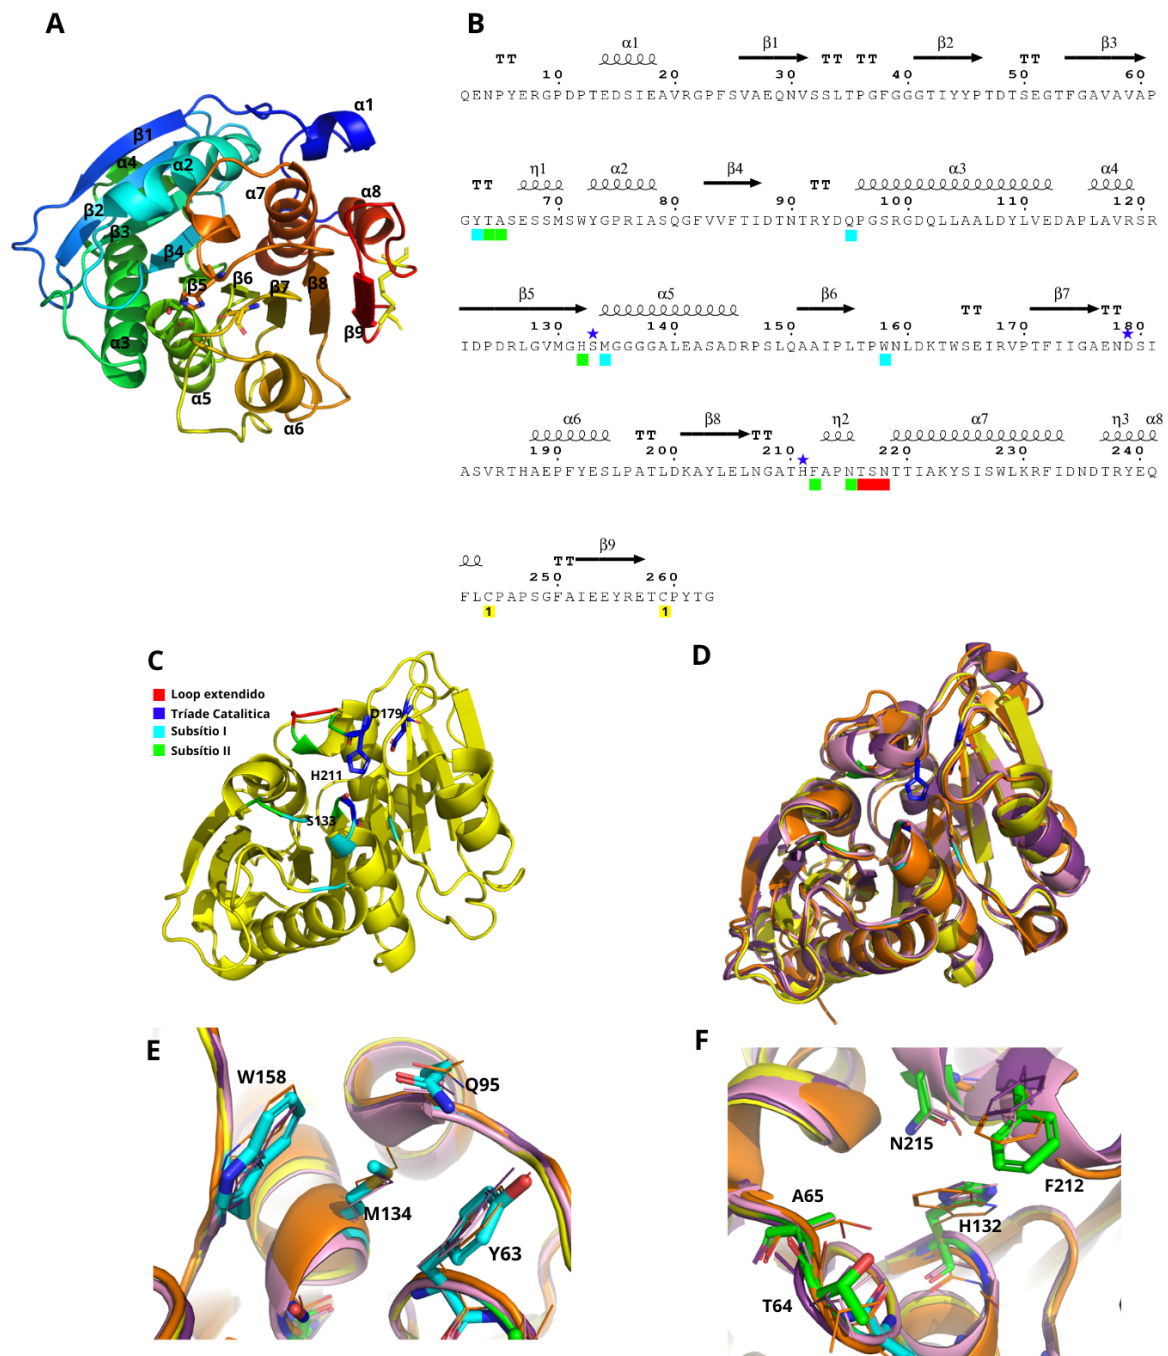 A
B
α1 β1 β2 β3
TT TT TT TT
10 20 30 40 50 60
QENPYERGPDPTEDSIEAVRGPFSVAEQNVSSLTPGFGGGTIYYPTDTSEGTFGAVAVAP
η1 α2 β4 α3 α4
TT TT
70 80 90 100 110 120
GYTASESSMSWYGPRIASQGFVVFTIDTNTRYDQPGSRGDQLLAALDYLVEDAPLAVRSR
β5 α5 β6 β7
TT TT
130 140 150 160 170 180
IDPDRLGVMGHSMGGGGALEASADRPSLQAAIPLTPWNLDKTWSEIRVPTFIIGAENDSI
α6 β8 η2 α7 η3 α8
TT TT
190 200 210 220 230 240
ASVRTHAEPFYESLPATLDKAYLELNGATHFAPNTSNTTIAKYSISWLKRFIDNDTRYEQ
β9
TT
250 260
FLCPAPSGFAIEEYRETCPYTG
1 1
α1
β1
α4
α2
α7
α8
β2
β3
β4
β5
β6
β7
β8
β9
α3
α5
α6
C
Loop extendido
Tríade Catalitica
Subsítio I
Subsítio II
D179
H211
S133
D
E
W158
Q95
M134
Y63
F
N215
F212
A65
H132
T64